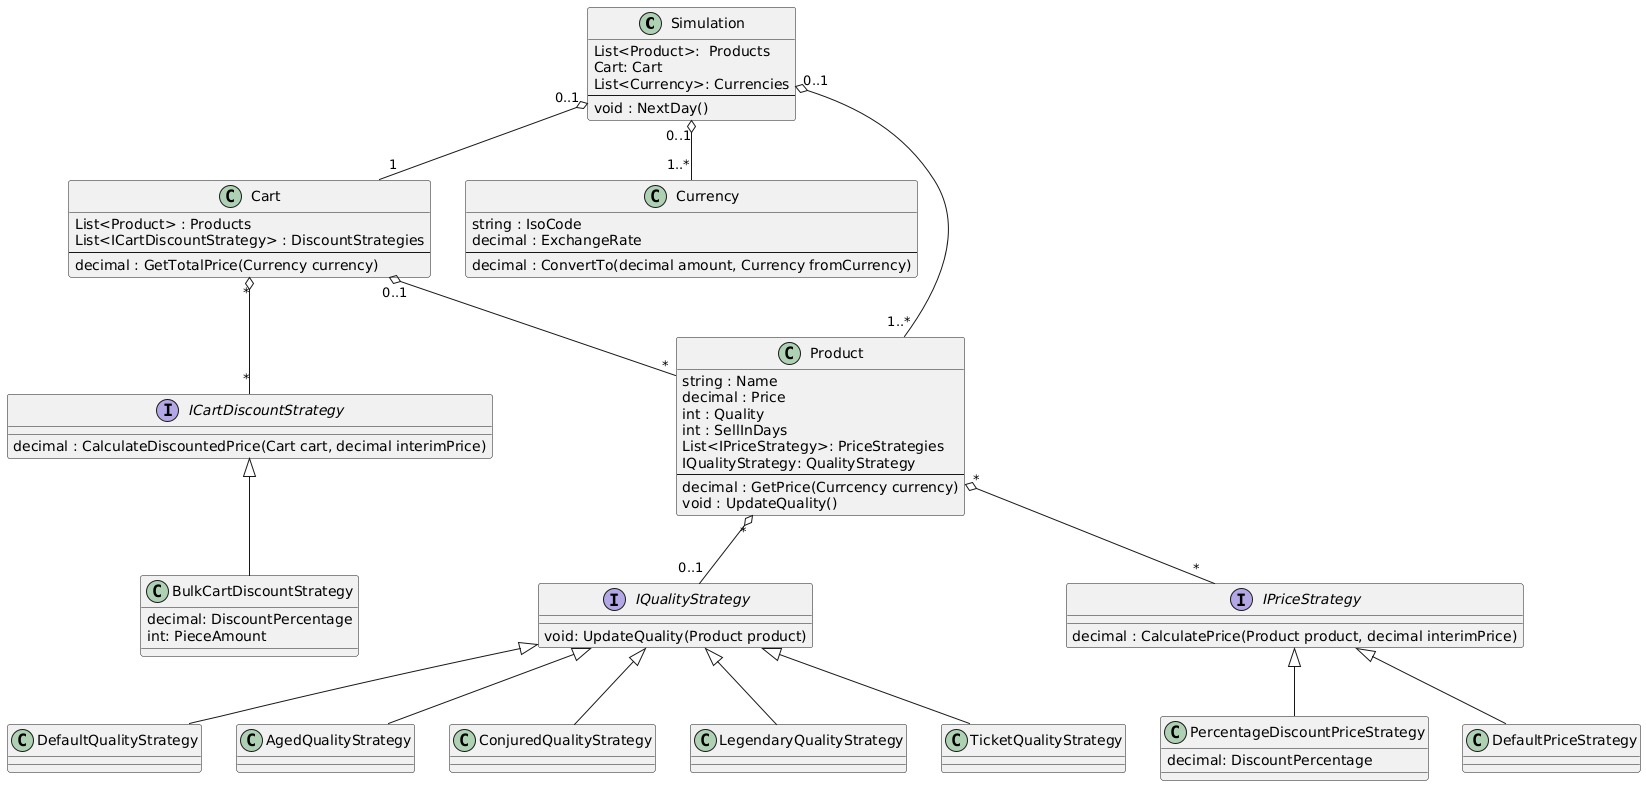 C Simulation
List<Product>:  Products
Cart: Cart
List<Currency>: Currencies
void : NextDay()
0..1
0..1
0..1
1
1..*
C Cart
List<Product> : Products
List<ICartDiscountStrategy> : DiscountStrategies
decimal : GetTotalPrice(Currency currency)
C Currency
string : IsoCode
decimal : ExchangeRate
decimal : ConvertTo(decimal amount, Currency fromCurrency)
*
0..1
1..*
*
*
C Product
string : Name
decimal : Price
int : Quality
int : SellInDays
List<IPriceStrategy>: PriceStrategies
IQualityStrategy: QualityStrategy
decimal : GetPrice(Currcency currency)
void : UpdateQuality()
I ICartDiscountStrategy
decimal : CalculateDiscountedPrice(Cart cart, decimal interimPrice)
*
*
0..1
*
C BulkCartDiscountStrategy
decimal: DiscountPercentage
int: PieceAmount
I IQualityStrategy
void: UpdateQuality(Product product)
I IPriceStrategy
decimal : CalculatePrice(Product product, decimal interimPrice)
C DefaultQualityStrategy
C AgedQualityStrategy
C ConjuredQualityStrategy
C LegendaryQualityStrategy
C TicketQualityStrategy
C PercentageDiscountPriceStrategy
decimal: DiscountPercentage
C DefaultPriceStrategy